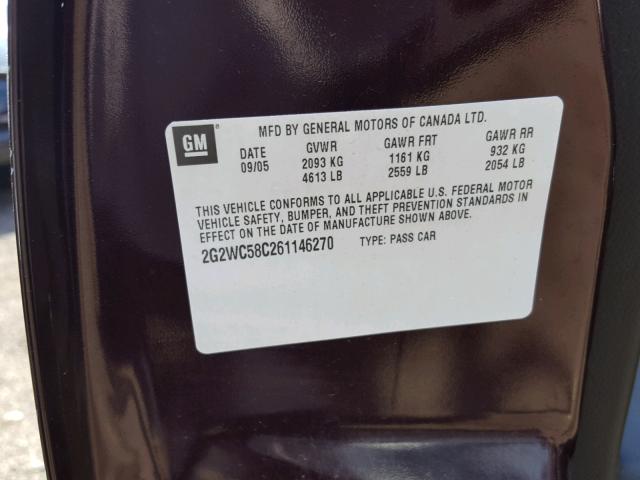 GM ®
MFD BY GENERAL MOTORS OF CANADA LTD.
DATE GVWR GAWR FRT GAWR RR
09/05 2093 KG 1161 KG 932 KG
4613 LB 2559 LB 2054 LB
THIS VEHICLE CONFORMS TO ALL APPLICABLE U.S. FEDERAL MOTOR
VEHICLE SAFETY, BUMPER, AND THEFT PREVENTION STANDARDS IN
EFFECT ON THE DATE OF MANUFACTURE SHOWN ABOVE.
2G2WC58C261146270 TYPE: PASS CAR